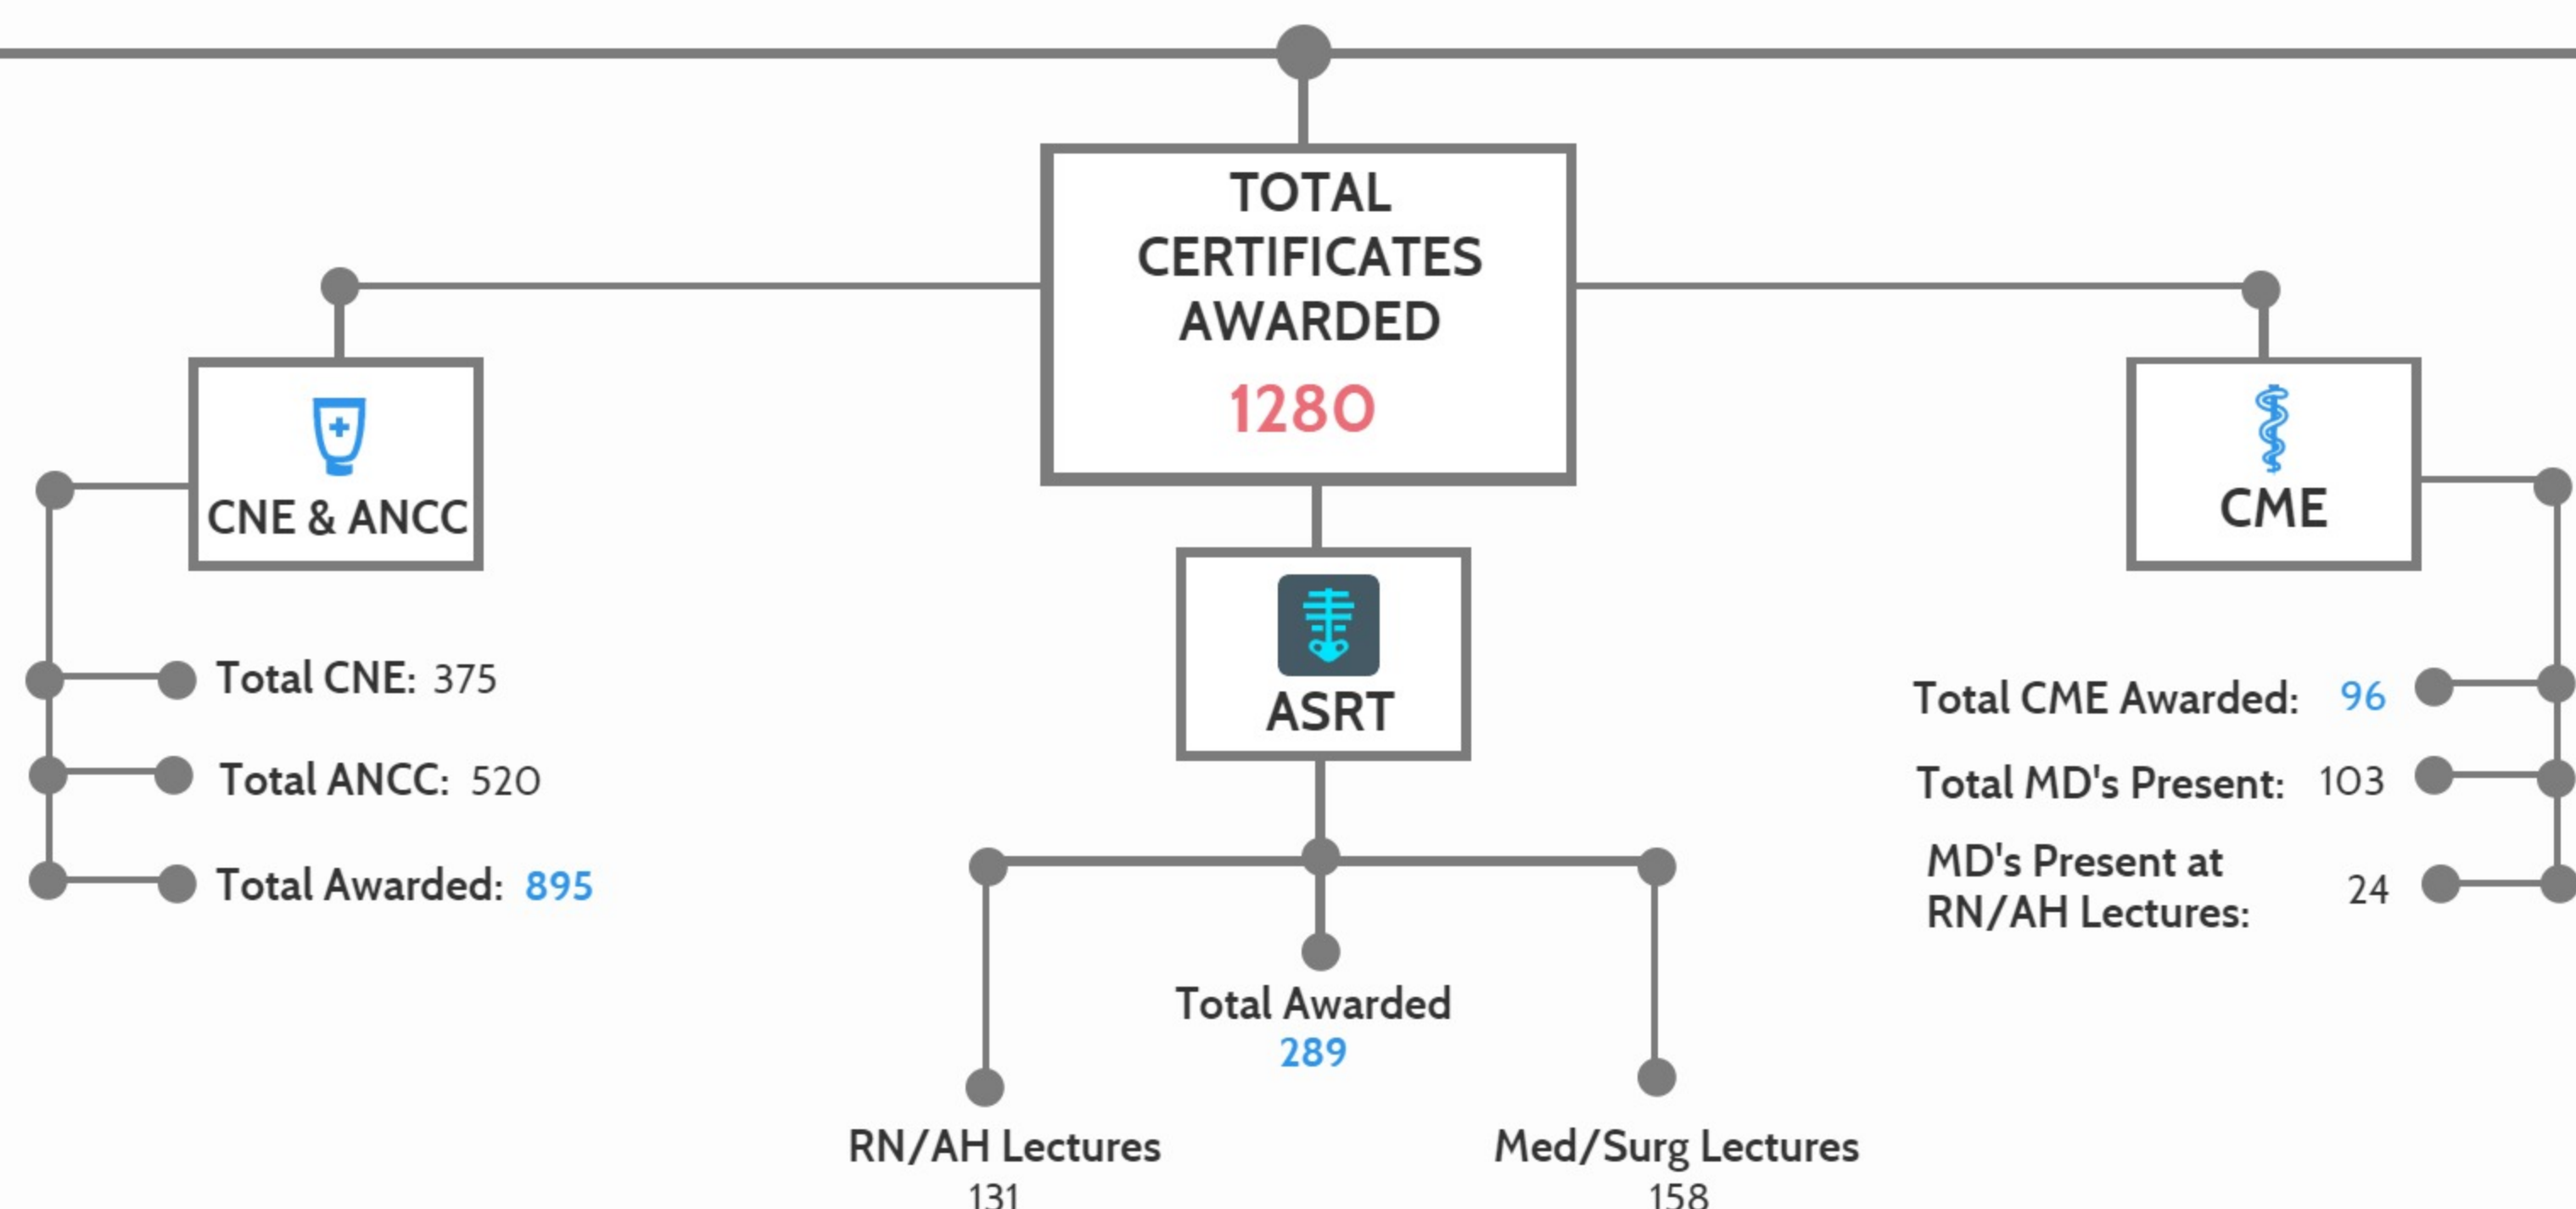 TOTAL
CERTIFICATES
AWARDED
1280
CNE & ANCC
Total CNE: 375
Total ANCC: 520
Total Awarded: 895
ASRT
Total Awarded
289
RN/AH Lectures
131
Med/Surg Lectures
158
CME
Total CME Awarded: 96
Total MD's Present: 103
MD's Present at
RN/AH Lectures: 24